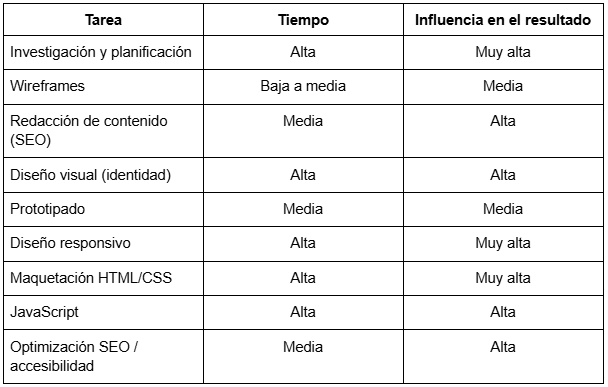 Tarea Tiempo Influencia en el resultado
Investigación y planificación Alta Muy alta
Wireframes Baja a media Media
Redacción de contenido Media Alta
(SEO)
Diseño visual (identidad) Alta Alta
Prototipado Media Media
Diseño responsivo Alta Muy alta
Maquetación HTML/CSS Alta Muy alta
JavaScript Alta Alta
Optimización SEO / Media Alta
accesibilidad